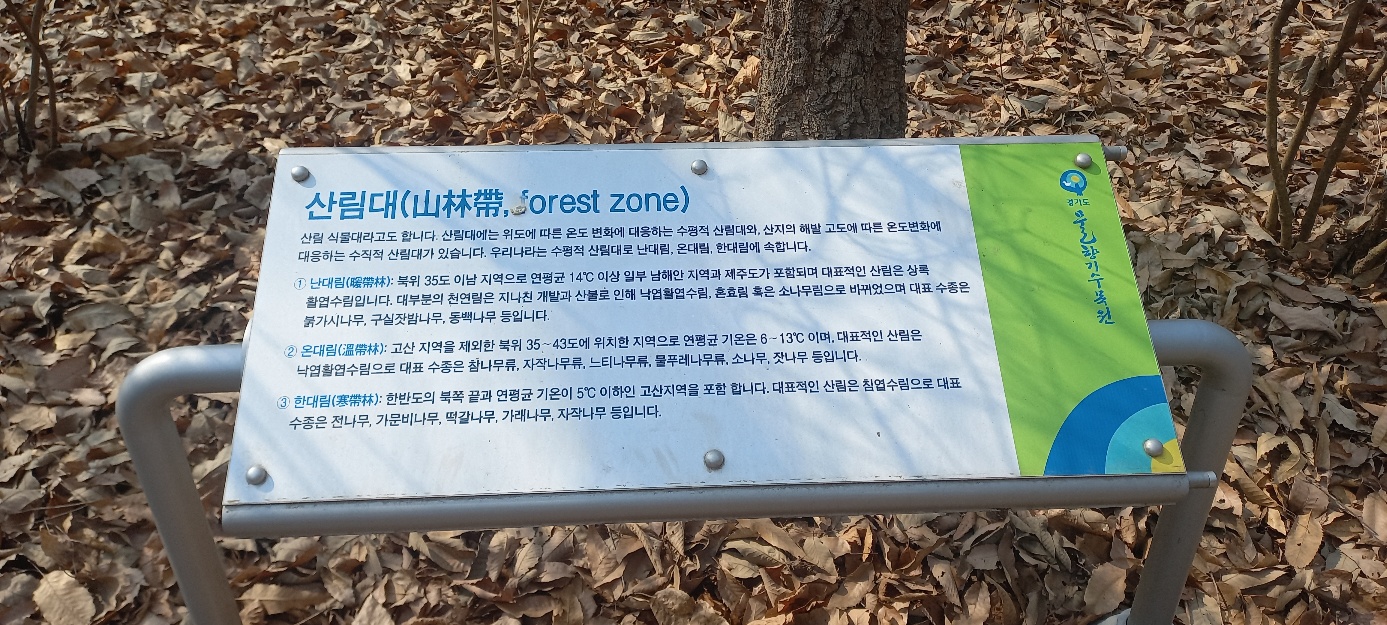 산림대(山林帶, forest zone)
산림 식물대라고도 합니다. 산림대에는 위도에 따른 온도 변화에 대응하는 수평적 산림대와, 산지의 해발 고도에 따른 온도변화에
대응하는 수직적 산림대가 있습니다. 우리나라는 수평적 산림대로 난대림, 온대림, 한대림에 속합니다.
① 난대림(暖帶林): 북위 35도 이남 지역으로 연평균 14℃ 이상 일부 남해안 지역과 제주도가 포함되며 대표적인 산림은 상록
활엽수림입니다. 대부분의 천연림은 지나친 개발과 산불로 인해 낙엽활엽수림, 혼효림 혹은 소나무림으로 바뀌었으며 대표 수종은
붉가시나무, 구실잣밤나무, 동백나무 등입니다.
② 온대림(溫帶林): 고산 지역을 제외한 북위 35~43도에 위치한 지역으로 연평균 기온은 6-13℃ 이며, 대표적인 산림은
낙엽활엽수림으로 대표 수종은 참나무류, 자작나무류, 느티나무류, 물푸레나무류, 소나무, 잣나무 등입니다.
③ 한대림(寒帶林): 한반도의 북쪽 끝과 연평균 기온이 5℃ 이하인 고산지역을 포함 합니다. 대표적인 산림은 침엽수림으로 대표
수종은 전나무, 가문비나무, 떡갈나무, 가래나무, 자작나무 등입니다.
경기도
물향기수목원